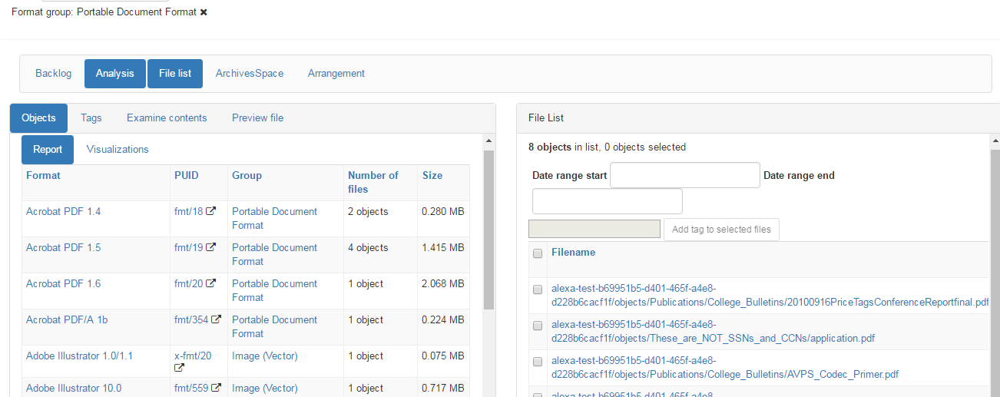 Format group: Portable Document Format ✖
Backlog Analysis File list ArchivesSpace Arrangement
Objects Tags Examine contents Preview file
Report Visualizations
Format PUID Group Number of files Size
Acrobat PDF 1.4 fmt/18 Portable Document Format 2 objects 0.280 MB
Acrobat PDF 1.5 fmt/19 Portable Document Format 4 objects 1.415 MB
Acrobat PDF 1.6 fmt/20 Portable Document Format 1 object 2.068 MB
Acrobat PDF/A 1b fmt/354 Portable Document Format 1 object 0.224 MB
Adobe Illustrator 1.0/1.1 x-fmt/20 Image (Vector) 1 object 0.075 MB
Adobe Illustrator 10.0 fmt/559 Image (Vector) 1 object 0.717 MB
File List
8 objects in list, 0 objects selected
Date range start Date range end
Add tag to selected files
Filename
alexa-test-b69951b5-d401-465f-a4e8-
d228b6cacf1f/objects/Publications/College_Bulletins/20100916PriceTagsConferenceReportfinal.pdf
alexa-test-b69951b5-d401-465f-a4e8-
d228b6cacf1f/objects/These_are_NOT_SSNs_and_CCNs/application.pdf
alexa-test-b69951b5-d401-465f-a4e8-
d228b6cacf1f/objects/Publications/College_Bulletins/AVPS_Codec_Primer.pdf
alexa-test-b69951b5-d401-465f-a4e8-